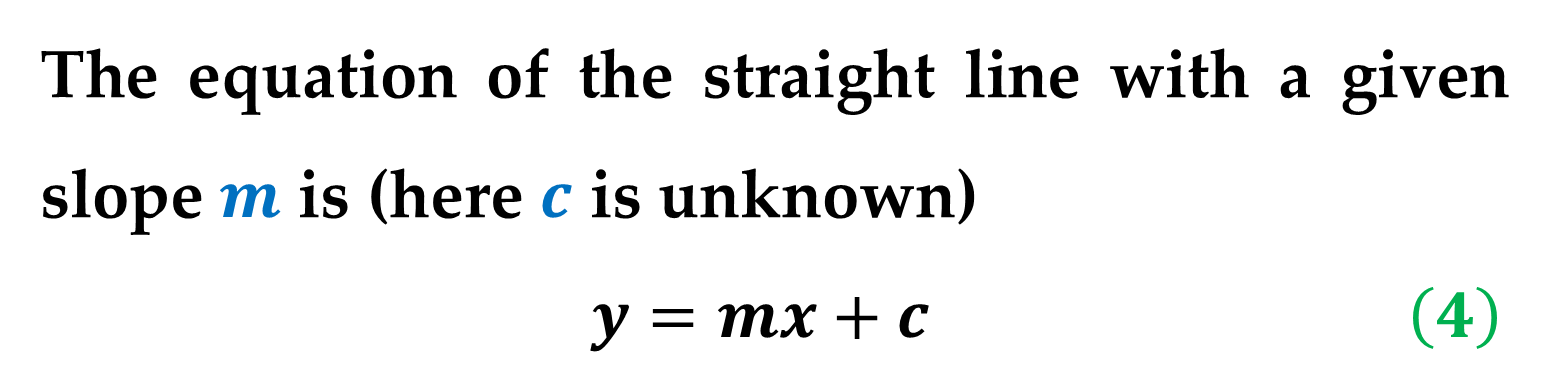 The equation of the straight line with a given
slope m is (here c is unknown)
y = mx + c (4)